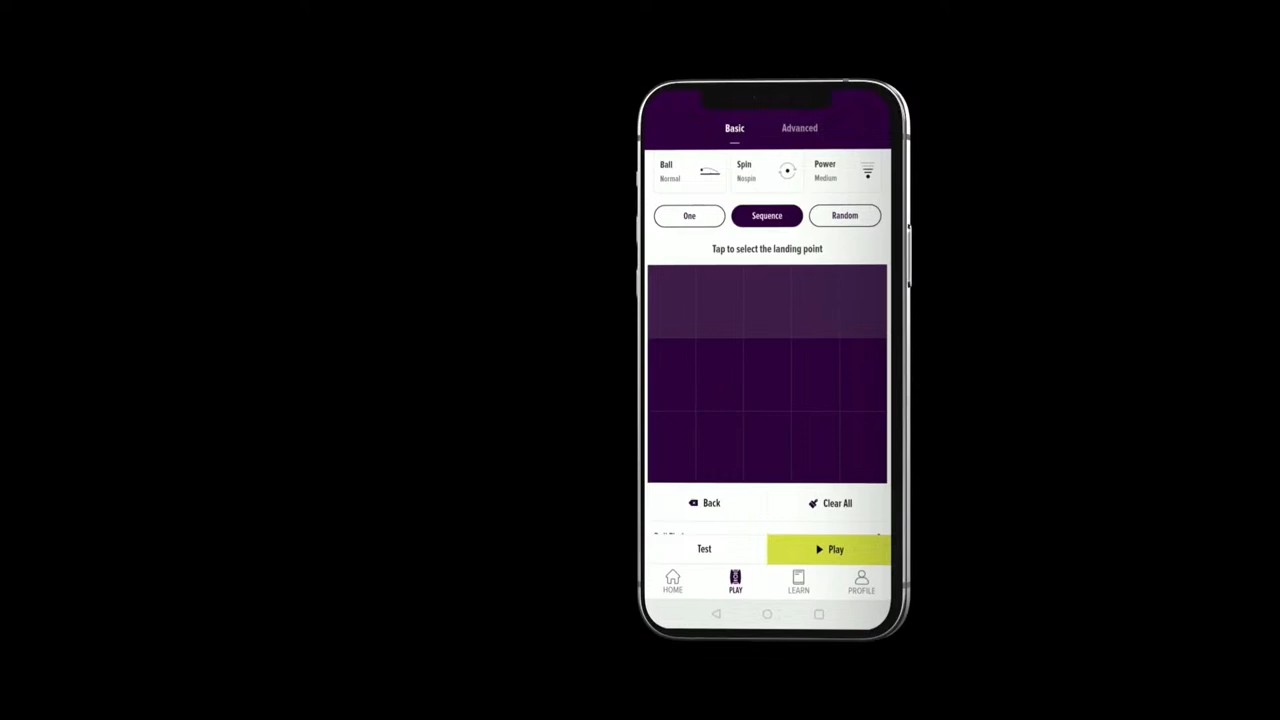 Basic Advanced
Ball Spin Power
Normal Nospin Medium
One Sequence Random
Tap to select the landing point
Back Clear All
Test Play
HOME PLAY LEARN PROFILE